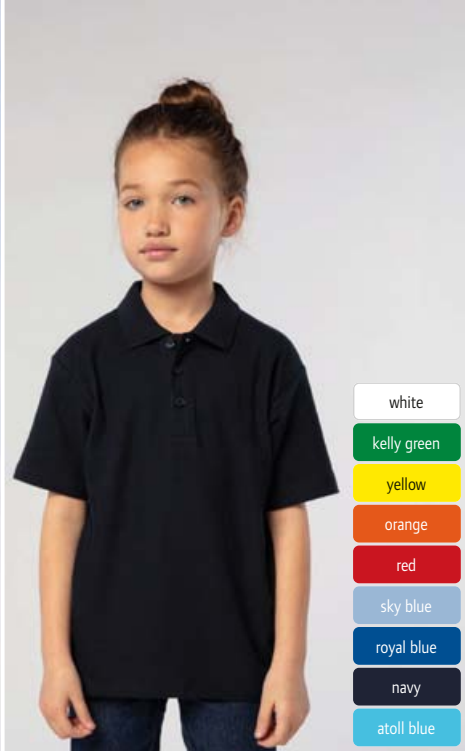 white
kelly green
yellow
orange
red
sky blue
royal blue
navy
atoll blue